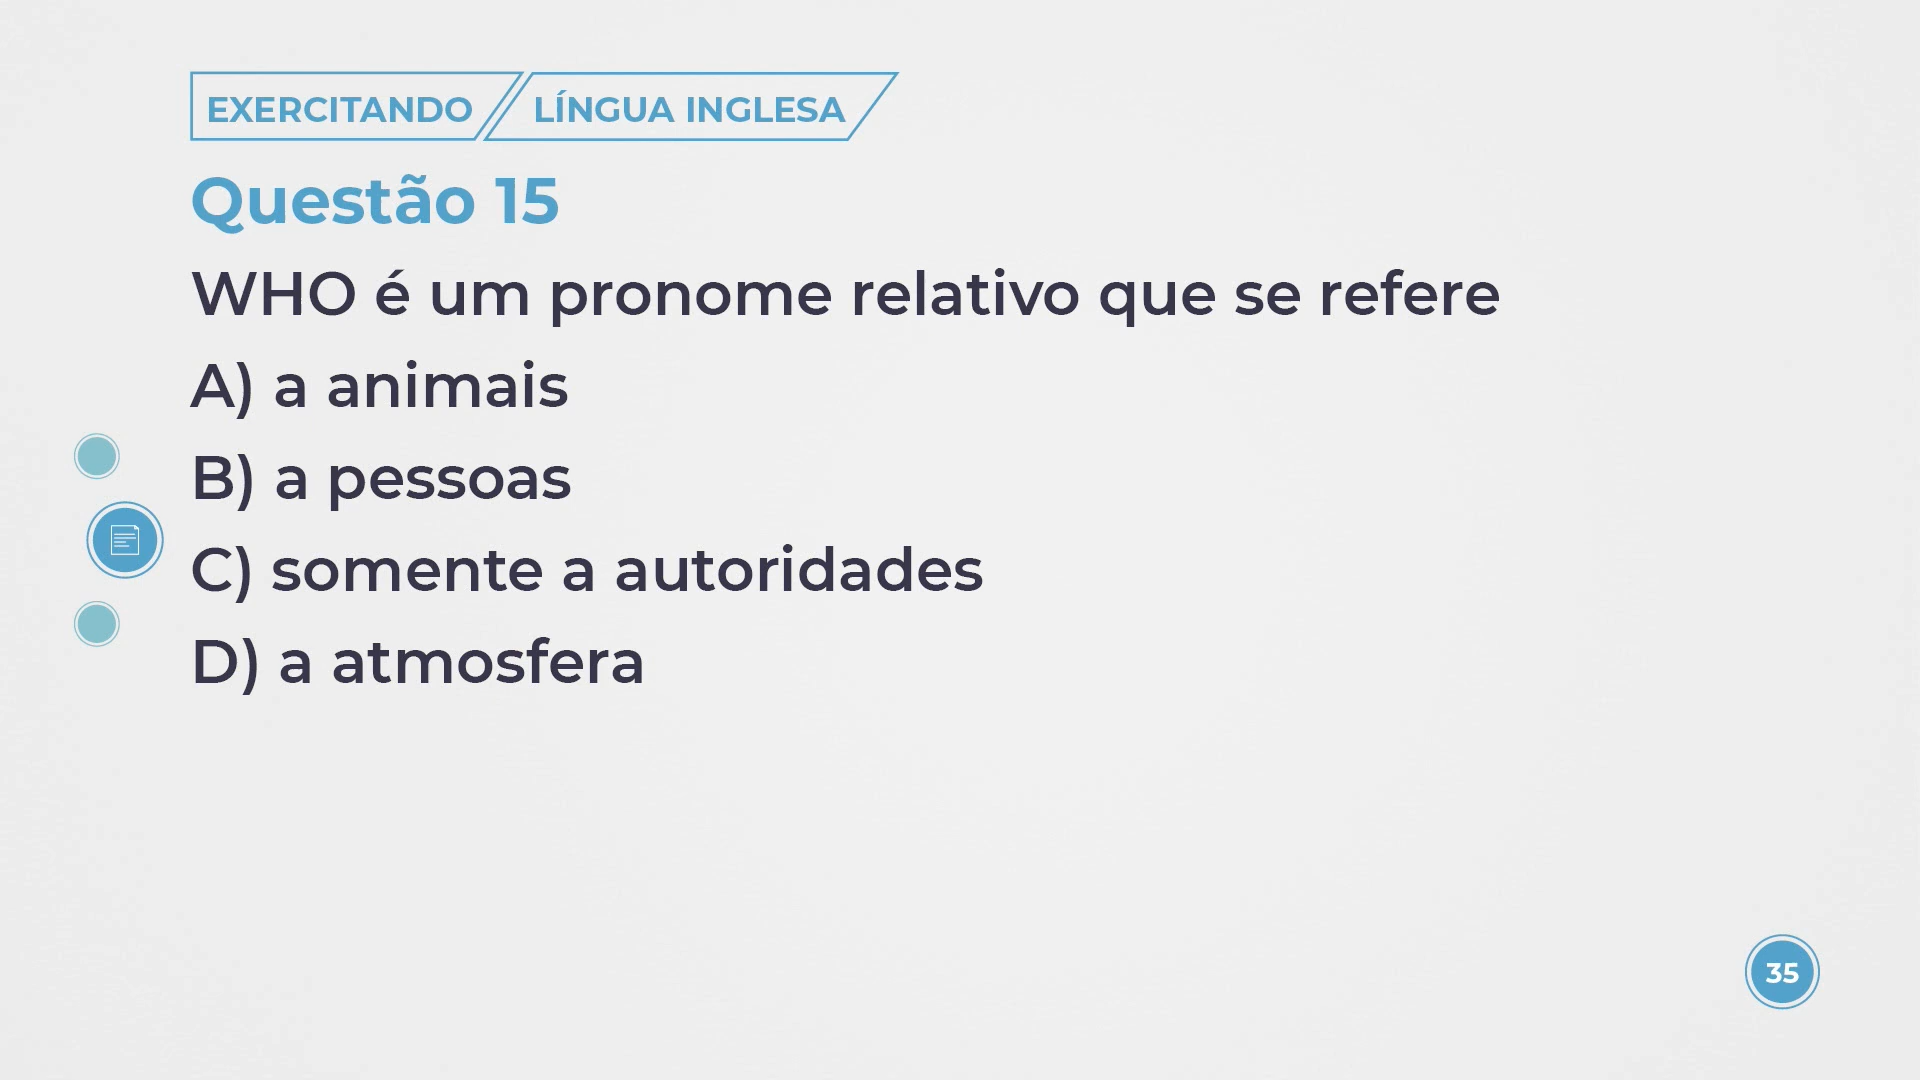 EXERCITANDO LÍNGUA INGLESA
Questão 15
WHO é um pronome relativo que se refere
A) a animais
B) a pessoas
C) somente a autoridades
D) a atmosfera
35